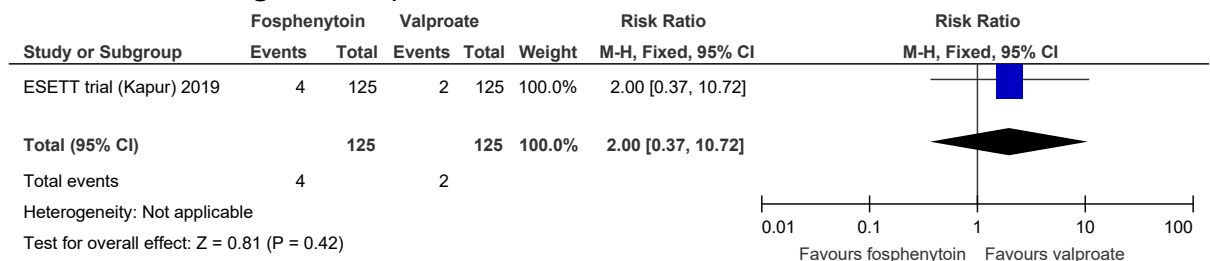 Fosphenytoin Valproate Risk Ratio Risk Ratio
Study or Subgroup Events Total Events Total Weight M-H, Fixed, 95% CI M-H, Fixed, 95% CI
ESETT trial (Kapur) 2019 4 125 2 125 100.0% 2.00 [0.37, 10.72]
Total (95% CI) 125 125 100.0% 2.00 [0.37, 10.72]
Total events 4 2
Heterogeneity: Not applicable
Test for overall effect: Z = 0.81 (P = 0.42)
0.01 0.1 1 10 100
Favours fosphenytoin Favours valproate